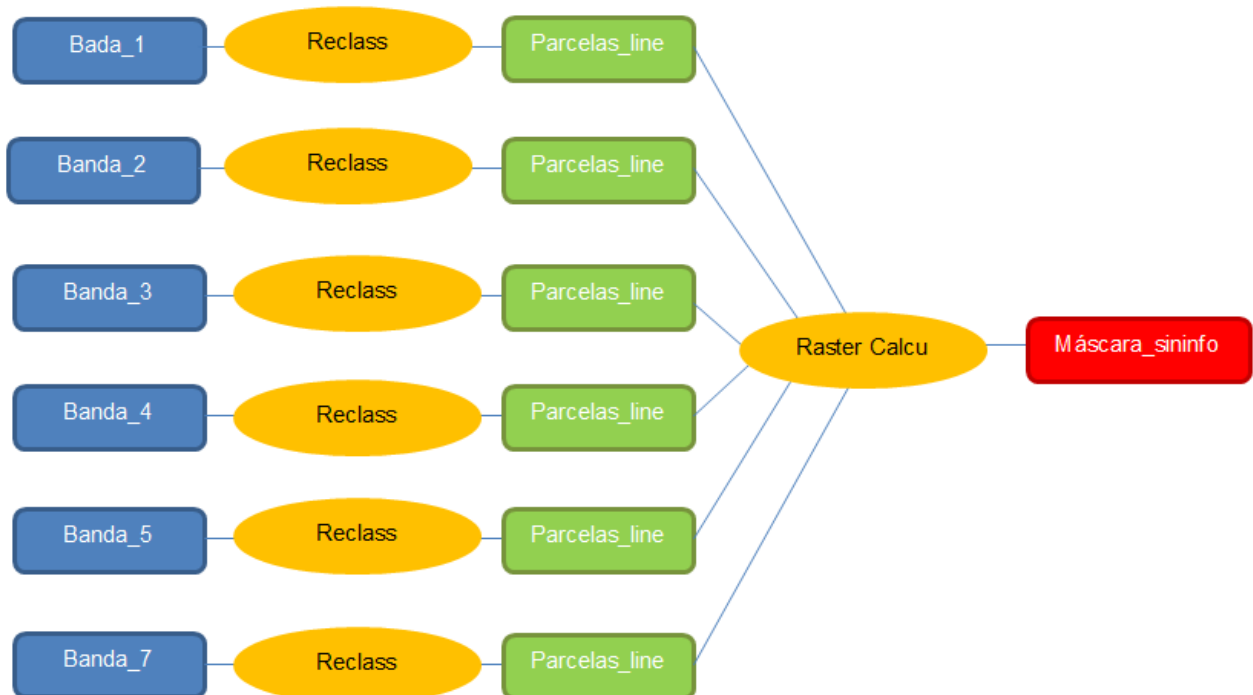 Bada_1
Reclass
Parcelas_line
Banda_2
Reclass
Parcelas_line
Banda_3
Reclass
Parcelas_line
Raster Calcu
Máscara_sininfo
Banda_4
Reclass
Parcelas_line
Banda_5
Reclass
Parcelas_line
Banda_7
Reclass
Parcelas_line